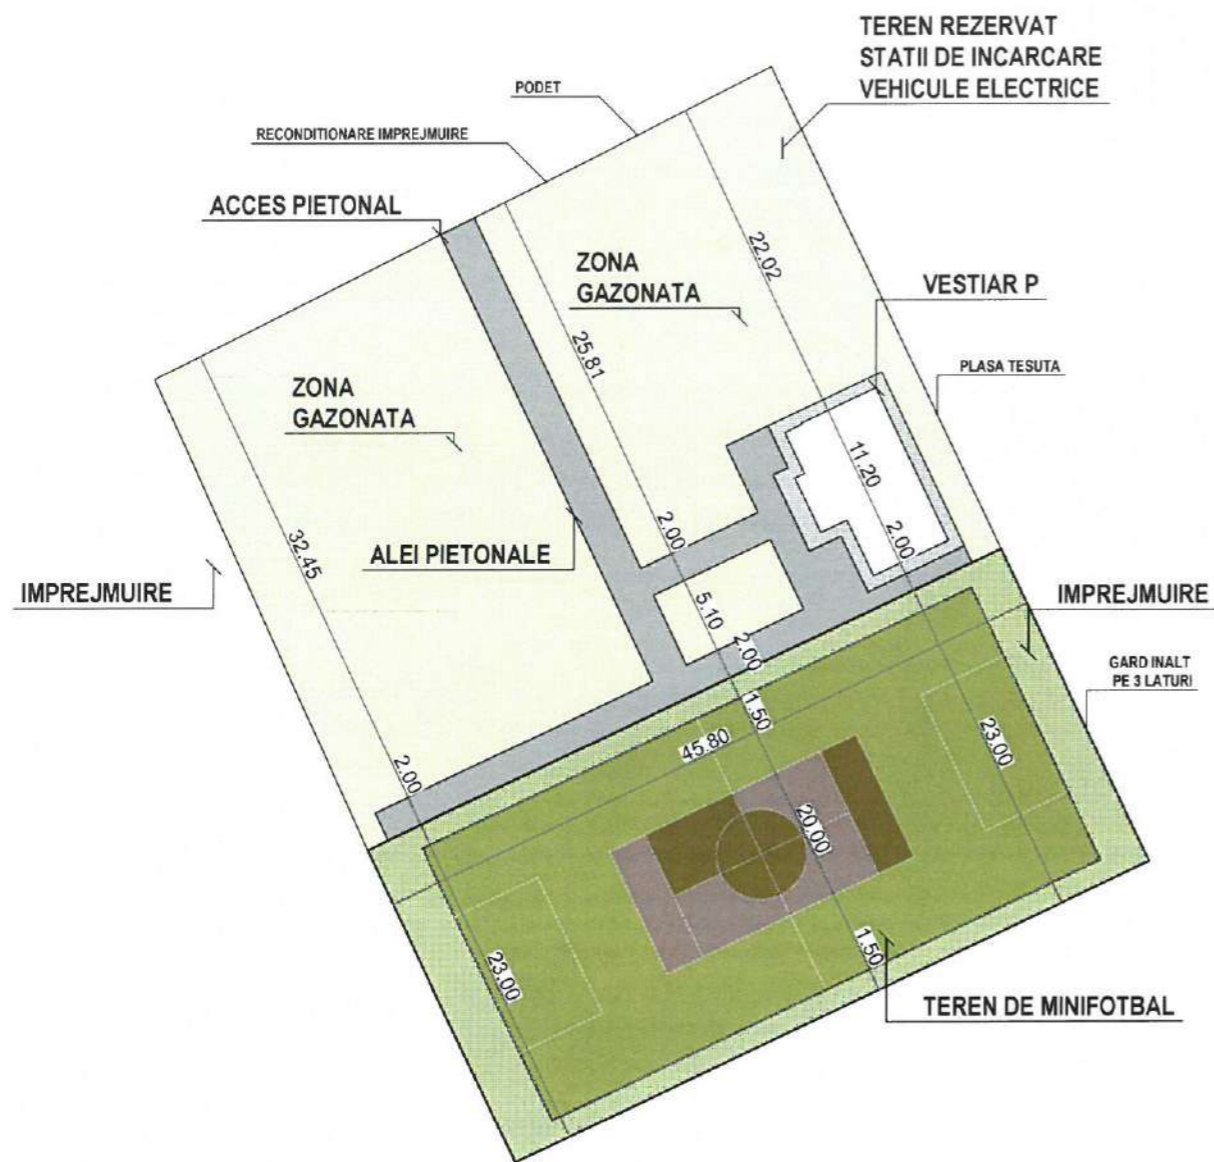 TEREN REZERVAT
STATII DE INCARCARE
VEHICULE ELECTRICE
PODET
RECONDITIONARE IMPREJMUIRE
ACCES PIETONAL
ZONA
GAZONATA
22.02
VESTIAR P
25.81
PLASA TESUTA
ZONA
GAZONATA
11.20
2.00
2.00
32.45
ALEI PIETONALE
IMPREJMUIRE
5.10
IMPREJMUIRE
2.00
GARD INALT
PE 3 LATURI
1.50
45.80
23.00
2.00
20.00
1.50
23.00
TEREN DE MINIFOTBAL